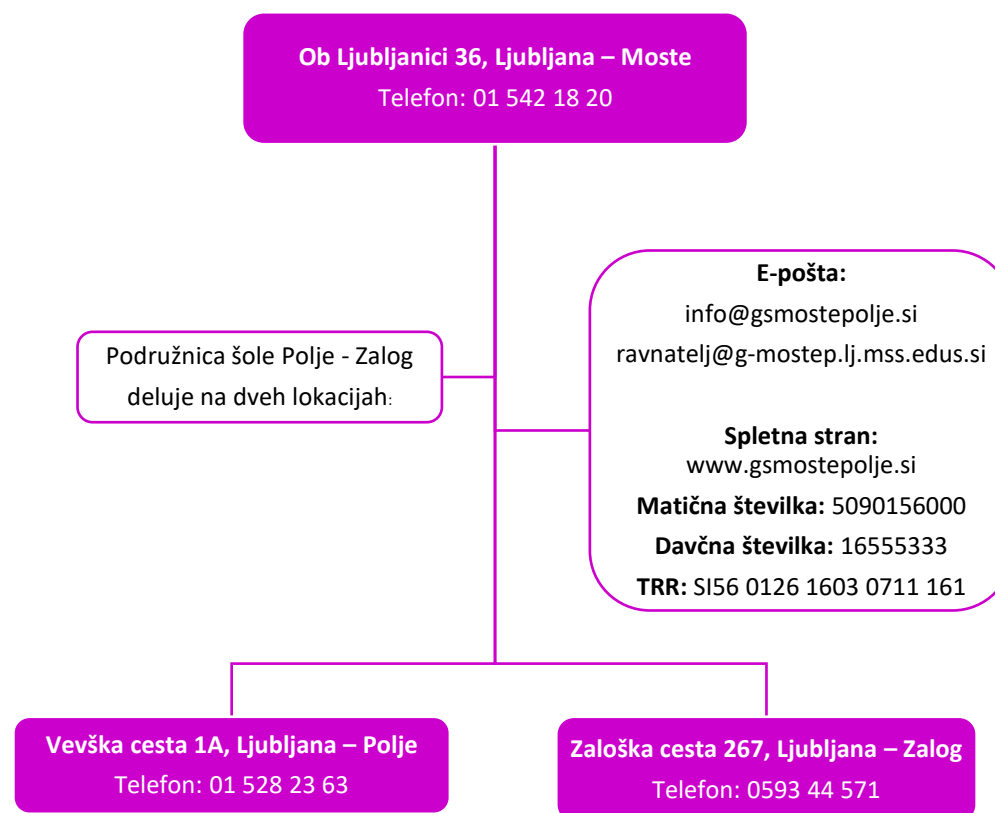 Ob Ljubljanici 36, Ljubljana – Moste
Telefon: 01 542 18 20
Podružnica šole Polje - Zalog
deluje na dveh lokacijah:
E-pošta:
info@gsmostepolje.si
ravnatelj@g-mostep.lj.mss.edus.si
Spletna stran:
www.gsmostepolje.si
Matična številka: 5090156000
Davčna številka: 16555333
TRR: SI56 0126 1603 0711 161
Vevška cesta 1A, Ljubljana – Polje
Telefon: 01 528 23 63
Zaloška cesta 267, Ljubljana – Zalog
Telefon: 0593 44 571